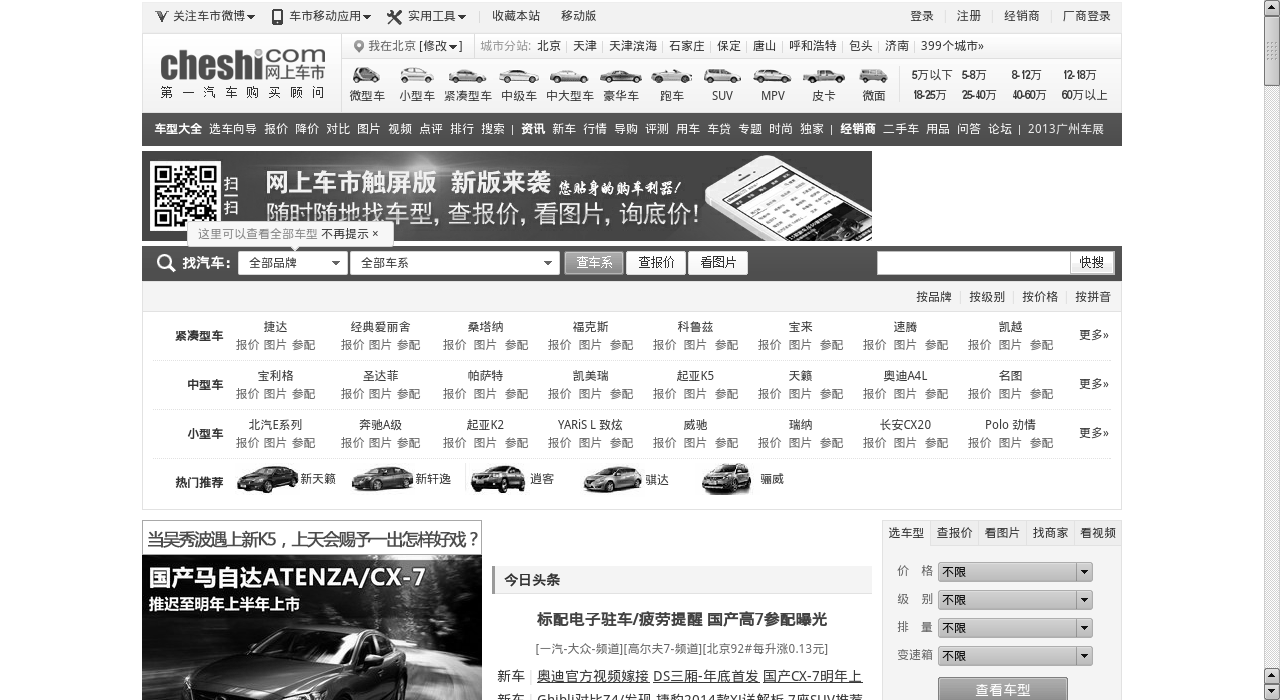 关注车市微博 车市移动应用 实用工具 收藏本站 移动版 登录 注册 经销商 厂商登录
cheshi.com 网上车市
第一汽车购买顾问
我在北京 [修改] 城市分站: 北京 天津 天津滨海 石家庄 保定 唐山 呼和浩特 包头 济南 399个城市»
微型车 小型车 紧凑型车 中级车 中大型车 豪华车 跑车 SUV MPV 皮卡 微面
5万以下 5-8万 8-12万 12-18万
18-25万 25-40万 40-60万 60万以上
车型大全 选车向导 报价 降价 对比 图片 视频 点评 排行 搜索 | 资讯 新车 行情 导购 评测 用车 车贷 专题 时尚 独家 | 经销商 二手车 用品 问答 论坛 | 2013广州车展
扫一扫
网上车市触屏版 新版来袭 您贴身的购车利器!
随时随地找车型, 查报价, 看图片, 询底价!
这里可以查看全部车型 不再提示 ×
找汽车: 全部品牌 全部车系 查车系 查报价 看图片 快搜
按品牌 按级别 按价格 按拼音
紧凑型车 捷达 经典爱丽舍 桑塔纳 福克斯 科鲁兹 宝来 速腾 凯越 更多»
报价 图片 参配 报价 图片 参配 报价 图片 参配 报价 图片 参配 报价 图片 参配 报价 图片 参配 报价 图片 参配 报价 图片 参配
中型车 宝利格 圣达菲 帕萨特 凯美瑞 起亚K5 天籁 奥迪A4L 名图 更多»
报价 图片 参配 报价 图片 参配 报价 图片 参配 报价 图片 参配 报价 图片 参配 报价 图片 参配 报价 图片 参配 报价 图片 参配
小型车 北汽E系列 奔驰A级 起亚K2 YARiS L 致炫 威驰 瑞纳 长安CX20 Polo 劲情 更多»
报价 图片 参配 报价 图片 参配 报价 图片 参配 报价 图片 参配 报价 图片 参配 报价 图片 参配 报价 图片 参配 报价 图片 参配
热门推荐 新天籁 新轩逸 逍客 骐达 骊威
当吴秀波遇上新K5，上天会赐予一出怎样好戏？
国产马自达ATENZA/CX-7
推迟至明年上半年上市
今日头条
标配电子驻车/疲劳提醒 国产高7参配曝光
[一汽-大众-频道][高尔夫7-频道][北京92#每升涨0.13元]
新车 奥迪官方视频嫁接 DS三厢-年底首发 国产CX-7明年上
新车 Ghibli对比74/发现 捷豹2014款XJ详解析 7座SUV推荐
选车型 查报价 看图片 找商家 看视频
价 格 不限
级 别 不限
排 量 不限
变速箱 不限
查看车型